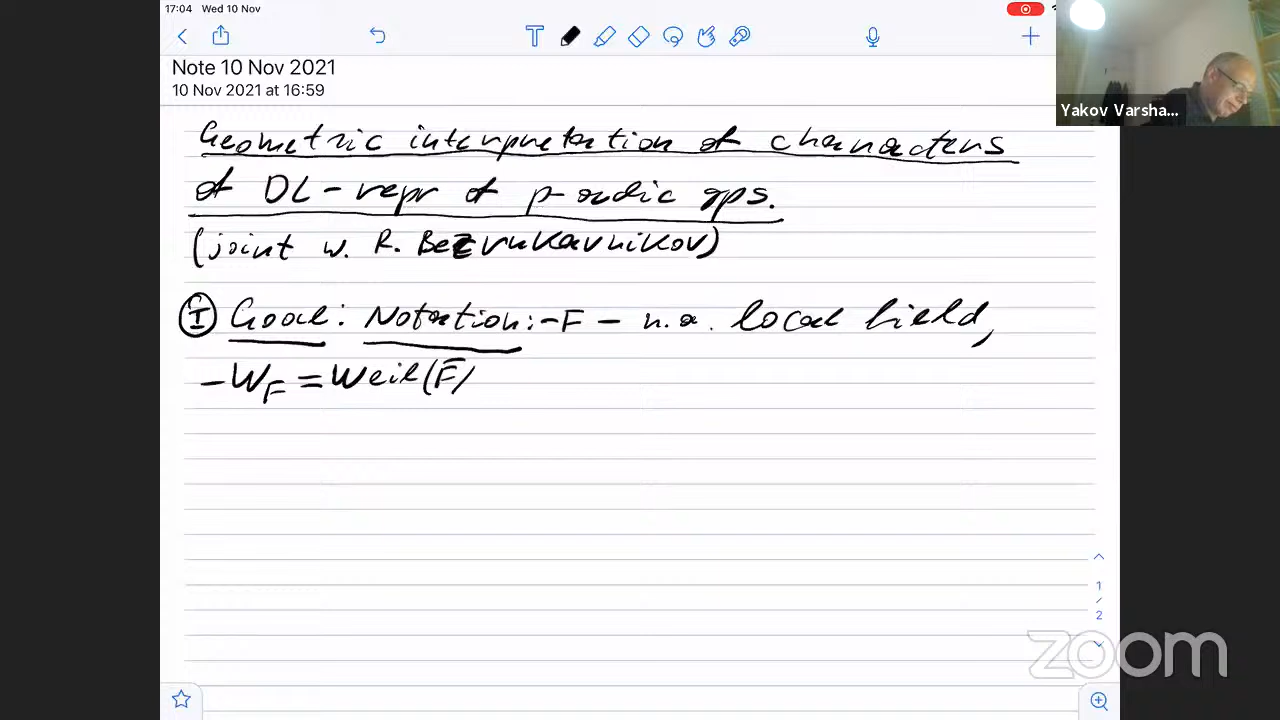 17:04 Wed 10 Nov
Note 10 Nov 2021
10 Nov 2021 at 16:59
Yakov Varsha...
Geometric interpretation of characters
of DL-repr of p-adic gps.
(joint w. R. Bezrukavnikov)
I Goal: Notation: - F - n.a. local field,
- W_F = Weil(F̄/
1
/
2
zoom